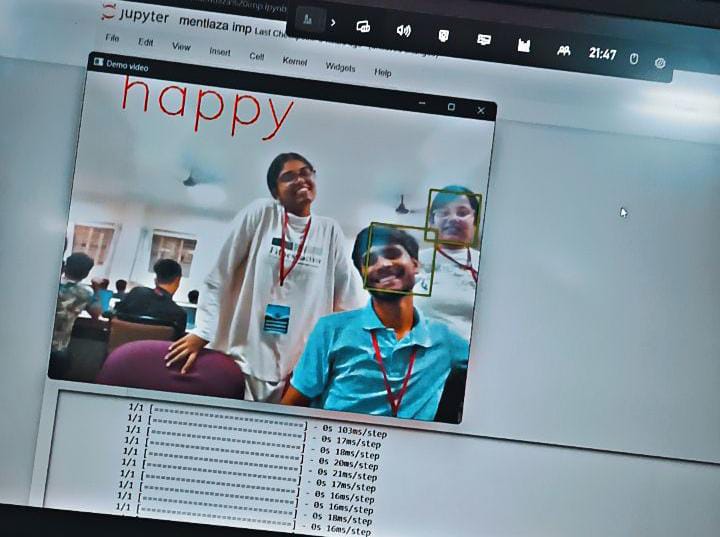 jupyter mentlaza imp Last Che
21:47
File Edit View Insert Cell Kernel Widgets Help
Demo video
happy
1/1 [==============================] - 0s 103ms/step
1/1 [==============================] - 0s 17ms/step
1/1 [==============================] - 0s 18ms/step
1/1 [==============================] - 0s 20ms/step
1/1 [==============================] - 0s 21ms/step
1/1 [==============================] - 0s 17ms/step
1/1 [==============================] - 0s 16ms/step
1/1 [==============================] - 0s 16ms/step
1/1 [==============================] - 0s 18ms/step
1/1 [==============================] - 0s 16ms/step